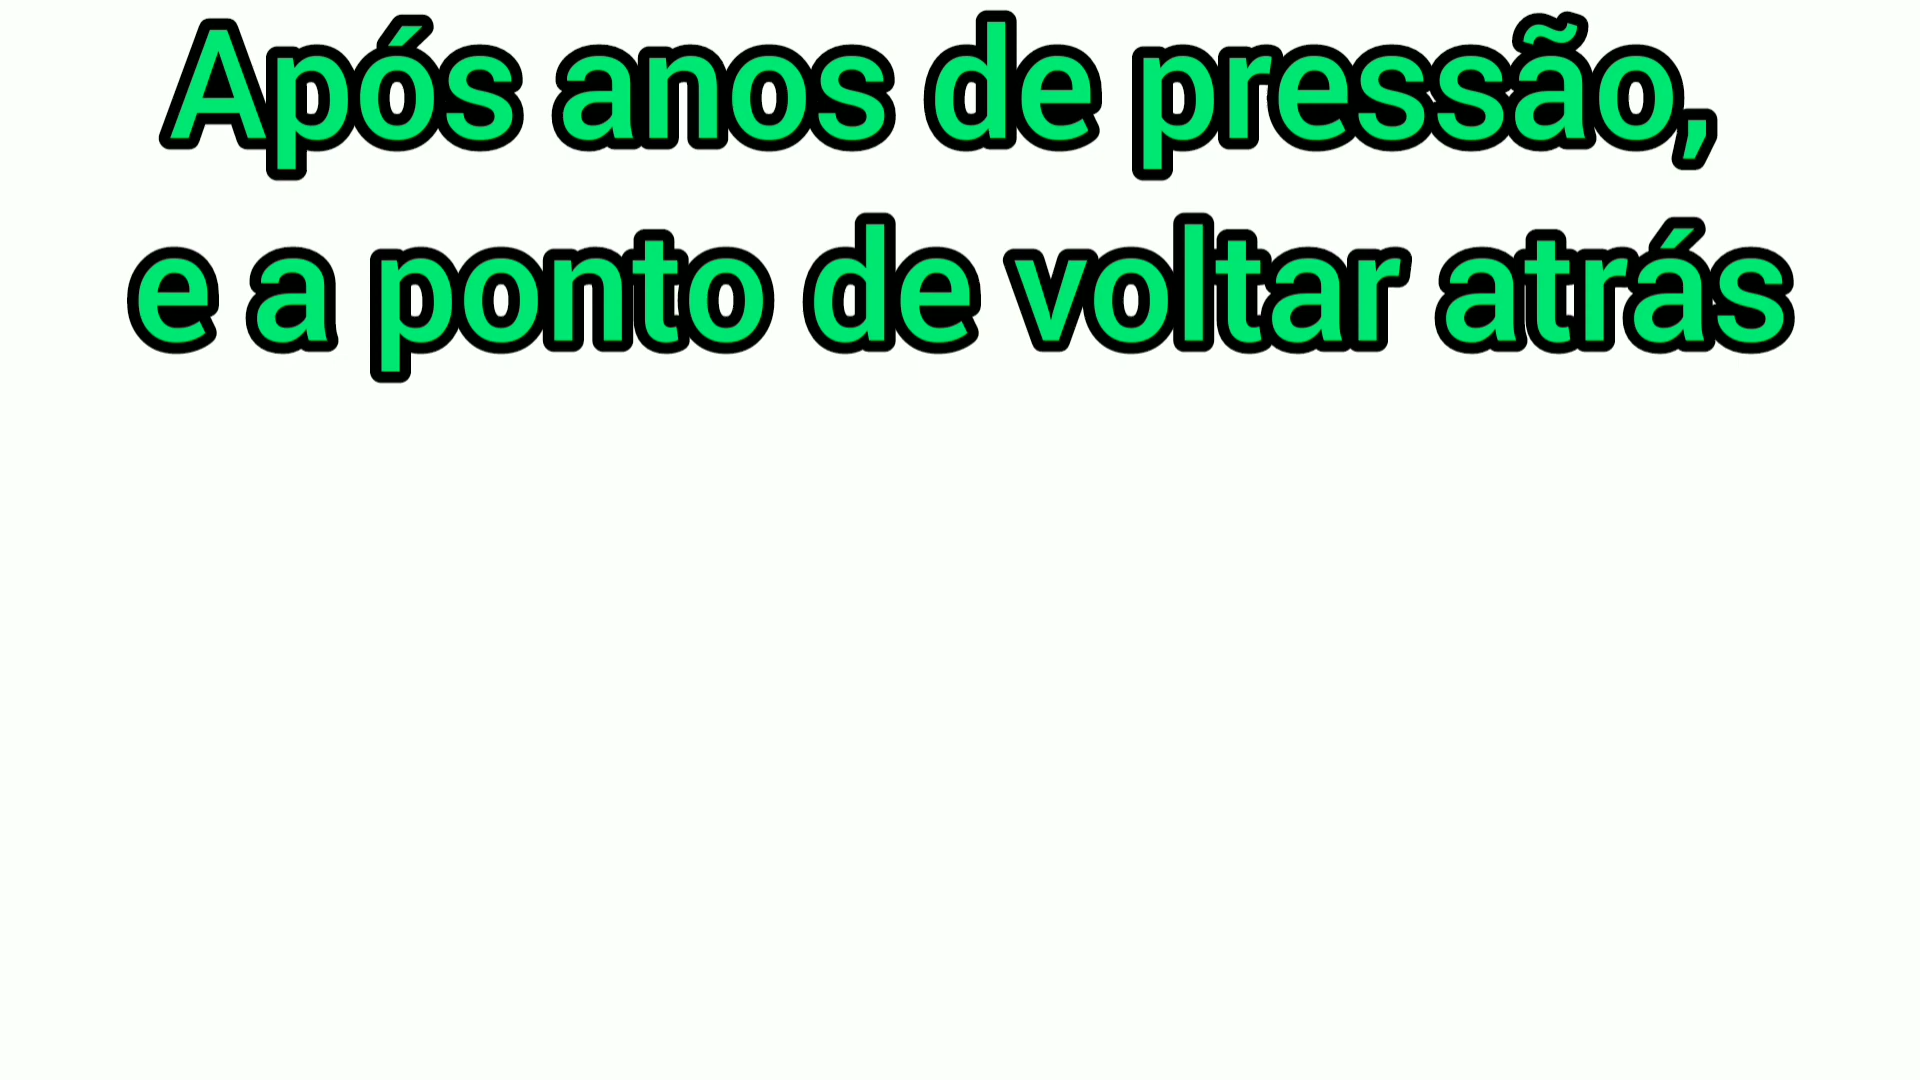 Após anos de pressão,
e a ponto de voltar atrás